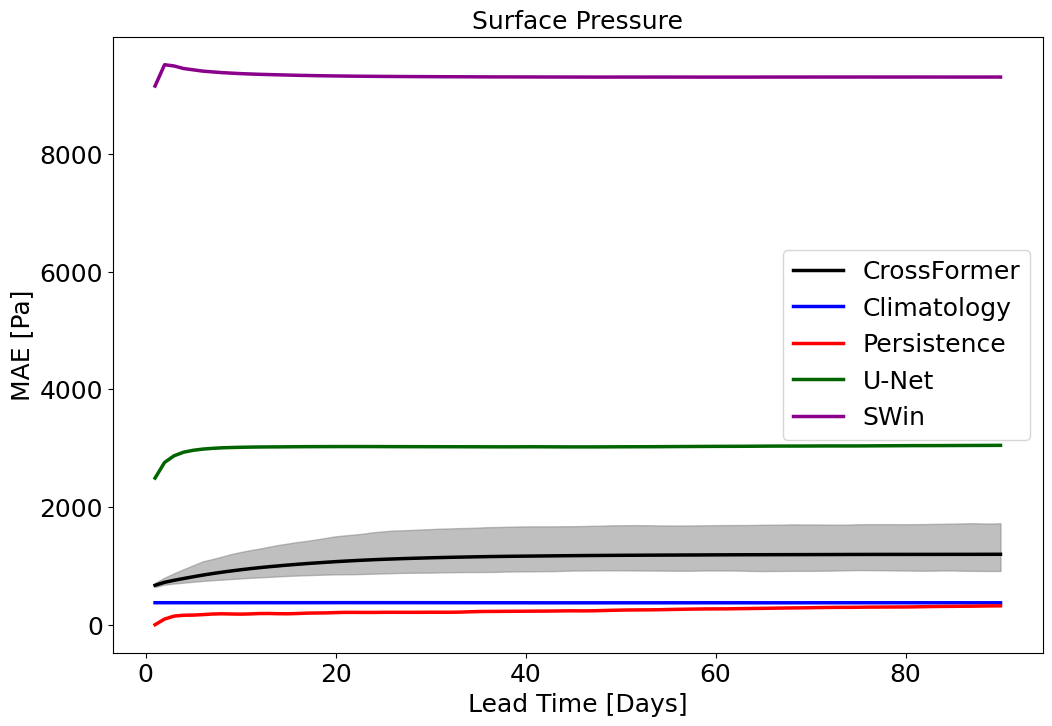 Surface Pressure
MAE [Pa]
8000
6000
4000
2000
0
CrossFormer
Climatology
Persistence
U-Net
SWin
0 20 40 60 80
Lead Time [Days]